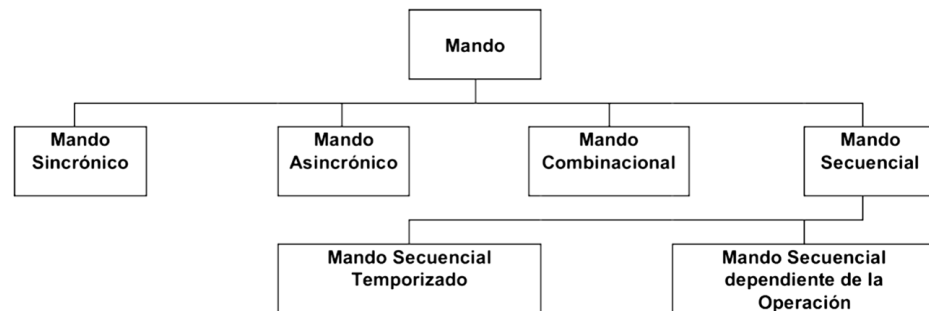 Mando
Mando
Sincrónico
Mando
Asincrónico
Mando
Combinacional
Mando
Secuencial
Mando Secuencial
Temporizado
Mando Secuencial
dependiente de la
Operación